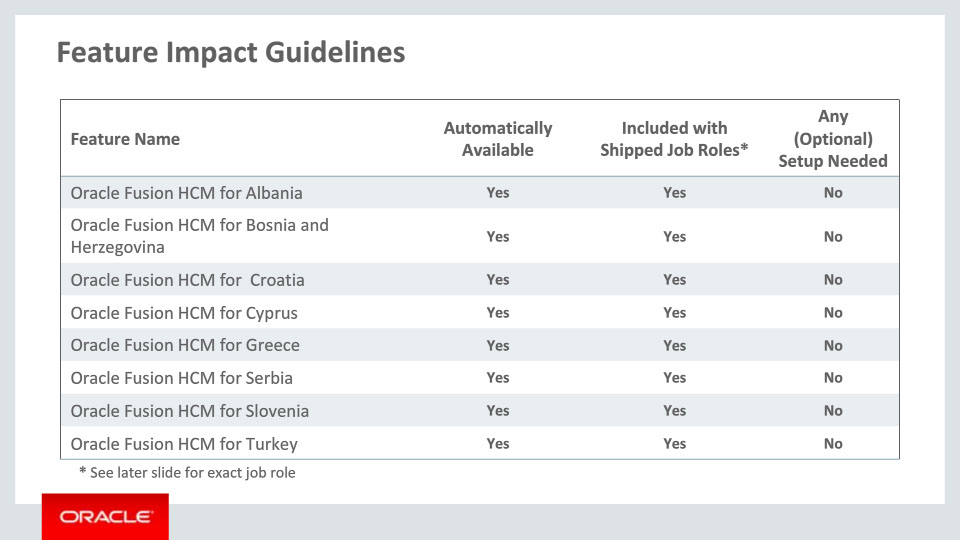 Feature Impact Guidelines
Feature Name
Automatically
Available
Included with
Shipped Job Roles*
Any
(Optional)
Setup Needed
Oracle Fusion HCM for Albania Yes Yes No
Oracle Fusion HCM for Bosnia and
Herzegovina
Yes Yes No
Oracle Fusion HCM for  Croatia Yes Yes No
Oracle Fusion HCM for Cyprus Yes Yes No
Oracle Fusion HCM for Greece Yes Yes No
Oracle Fusion HCM for Serbia Yes Yes No
Oracle Fusion HCM for Slovenia Yes Yes No
Oracle Fusion HCM for Turkey Yes Yes No
* See later slide for exact job role
ORACLE